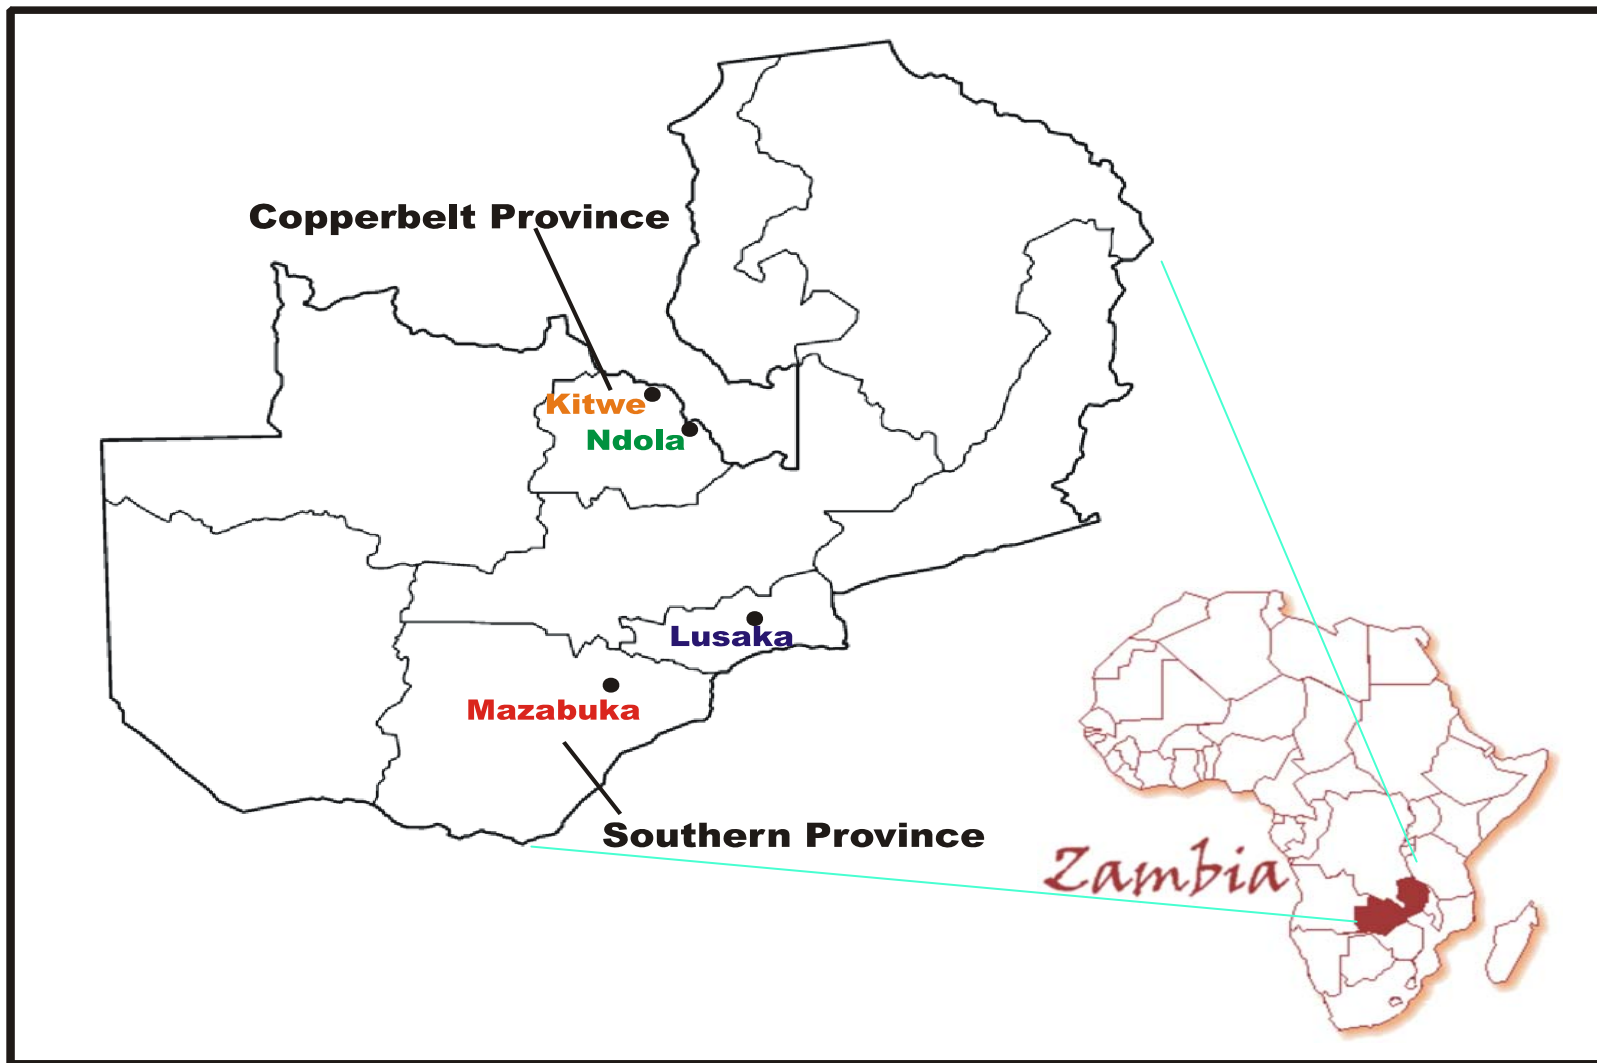 Copperbelt Province
Kitwe
Ndola
Lusaka
Mazabuka
Southern Province
Zambia